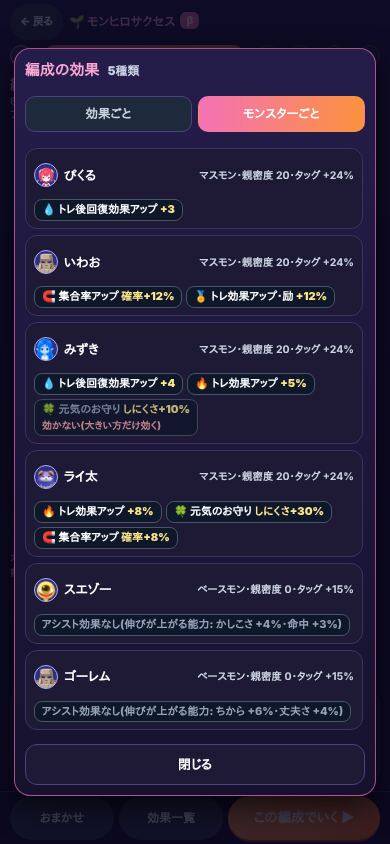 ← 戻る
🌱 モンヒロサクセス β
編成の効果 5種類
効果ごと
モンスターごと
ぴくる
マスモン・親密度 20・タッグ +24%
💧 トレ後回復効果アップ +3
いわお
マスモン・親密度 20・タッグ +24%
🧲 集合率アップ 確率+12%
🏅 トレ効果アップ・励 +12%
みずき
マスモン・親密度 20・タッグ +24%
💧 トレ後回復効果アップ +4
🔥 トレ効果アップ +5%
🍀 元気のお守り しにくさ+10%
効かない(大きい方だけ効く)
ライ太
マスモン・親密度 20・タッグ +24%
🔥 トレ効果アップ +8%
🍀 元気のお守り しにくさ+30%
🧲 集合率アップ 確率+8%
スエゾー
ベースモン・親密度 0・タッグ +15%
アシスト効果なし(伸びが上がる能力: かしこさ +4%・命中 +3%)
ゴーレム
ベースモン・親密度 0・タッグ +15%
アシスト効果なし(伸びが上がる能力: ちから +6%・丈夫さ +4%)
閉じる
おまかせ
効果一覧
この編成でいく ▶